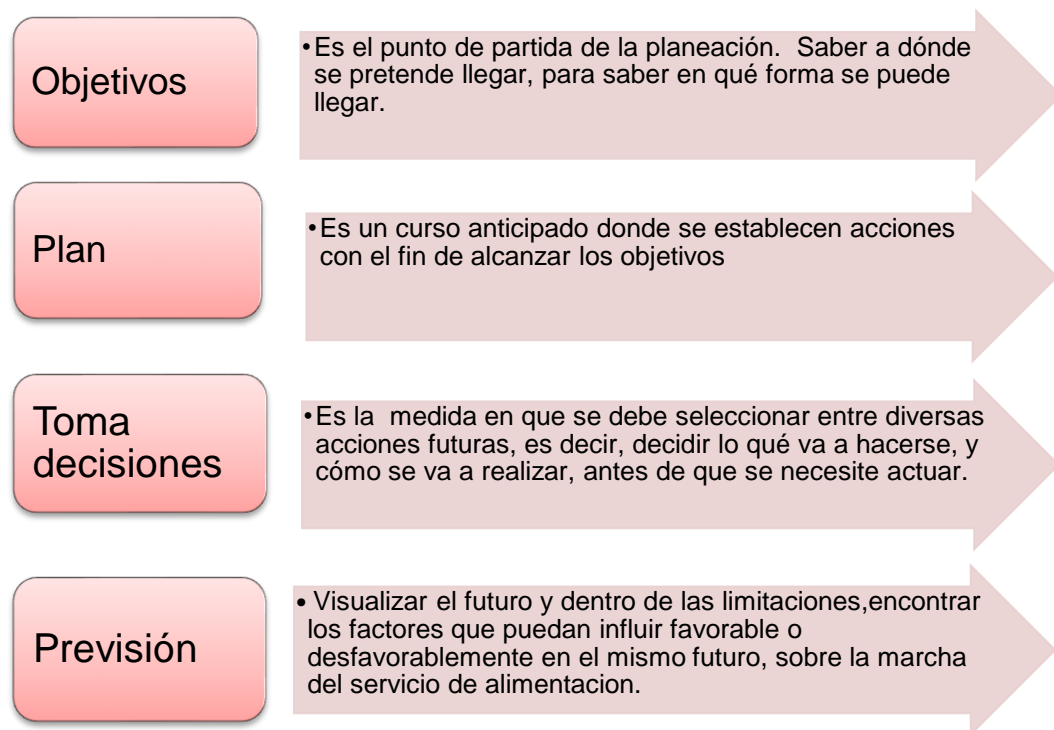 Objetivos
•Es el punto de partida de la planeación.  Saber a dónde
se pretende llegar, para saber en qué forma se puede
llegar.
Plan
•Es un curso anticipado donde se establecen acciones
con el fin de alcanzar los objetivos
Toma
decisiones
•Es la  medida en que se debe seleccionar entre diversas
acciones futuras, es decir, decidir lo qué va a hacerse, y
cómo se va a realizar, antes de que se necesite actuar.
Previsión
• Visualizar el futuro y dentro de las limitaciones,encontrar
los factores que puedan influir favorable o
desfavorablemente en el mismo futuro, sobre la marcha
del servicio de alimentacion.